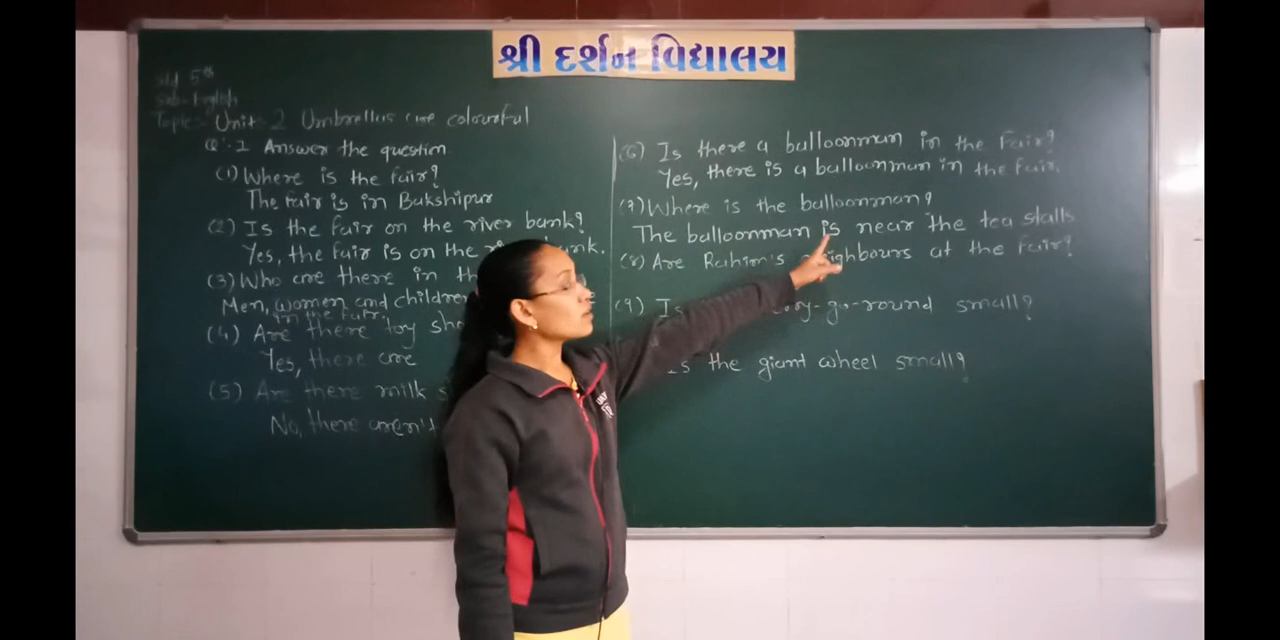 શ્રી દર્શન વિદ્યાલય
Std 5th
Sub-English
Topic: Unit: 2 Umbrellas are colourful
Q:-1 Answer the question
(1) Where is the fair?
The fair is in Bakshipur
(2) Is the fair on the river bank?
Yes, the fair is on the river bank.
(3) Who are there in th
Men, women and children
in the fair.
(4) Are there toy sho
Yes, there are
(5) Are there milk s
No, there aren't
(6) Is there a balloonman in the fair?
Yes, there is a balloonman in the fair.
(7) Where is the balloonman?
The balloonman is near the tea stalls
(8) Are Rahim's neighbours at the fair?
(9) Is go-round small?
Is the giant wheel small?